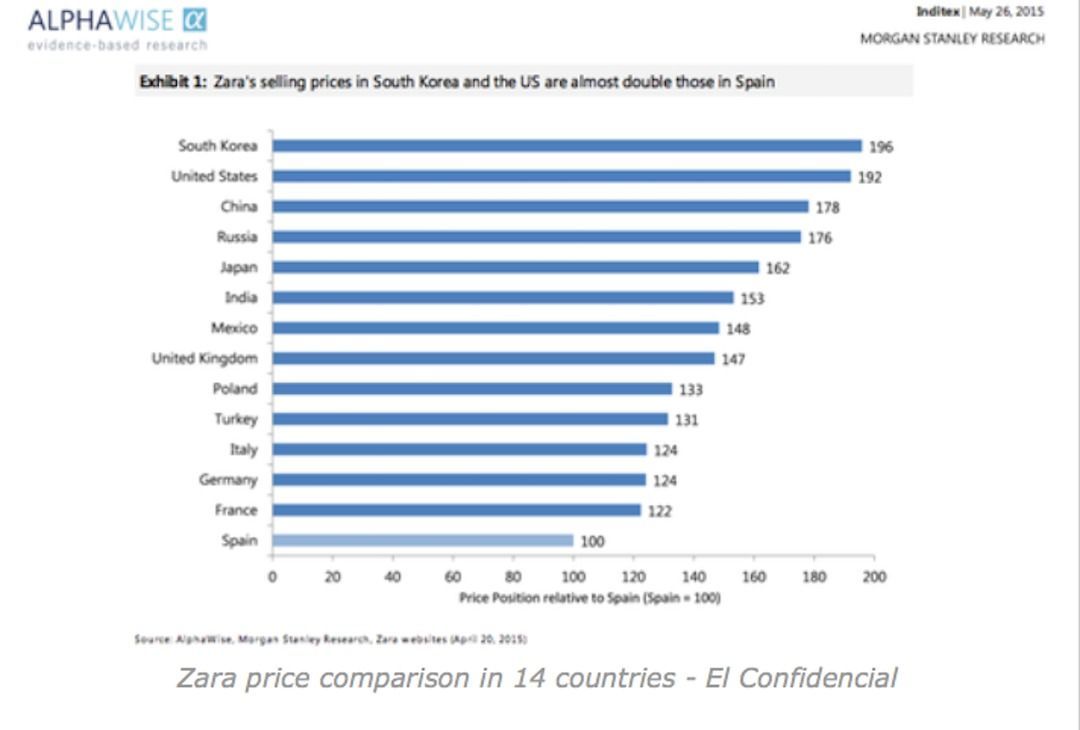 ALPHAWISE α
evidence-based research
Inditex | May 26, 2015
MORGAN STANLEY RESEARCH
Exhibit 1: Zara's selling prices in South Korea and the US are almost double those in Spain
South Korea 196
United States 192
China 178
Russia 176
Japan 162
India 153
Mexico 148
United Kingdom 147
Poland 133
Turkey 131
Italy 124
Germany 124
France 122
Spain 100
0 20 40 60 80 100 120 140 160 180 200
Price Position relative to Spain (Spain = 100)
Source: AlphaWise, Morgan Stanley Research, Zara websites (April 20, 2015)
Zara price comparison in 14 countries - El Confidencial